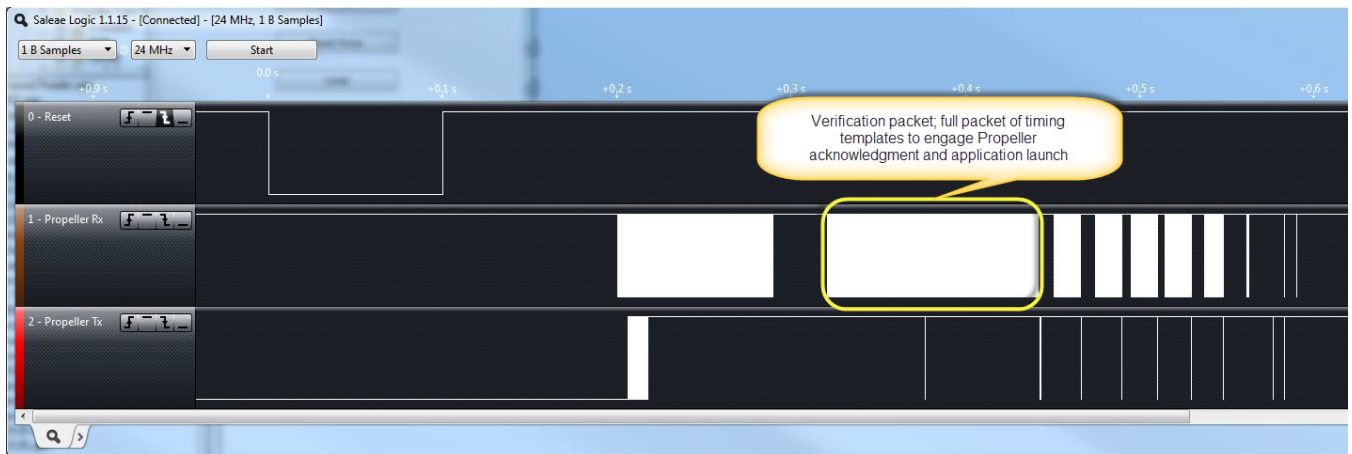 Saleae Logic 1.1.15 - [Connected] - [24 MHz, 1 B Samples]
1 B Samples @ 24 MHz Start
0.0 s
+0,9 s +0,1 s +0,2 s +0,3 s +0,4 s +0,5 s +0,6 s
0 - Reset
Verification packet; full packet of timing
templates to engage Propeller
acknowledgment and application launch
1 - Propeller Rx
2 - Propeller Tx